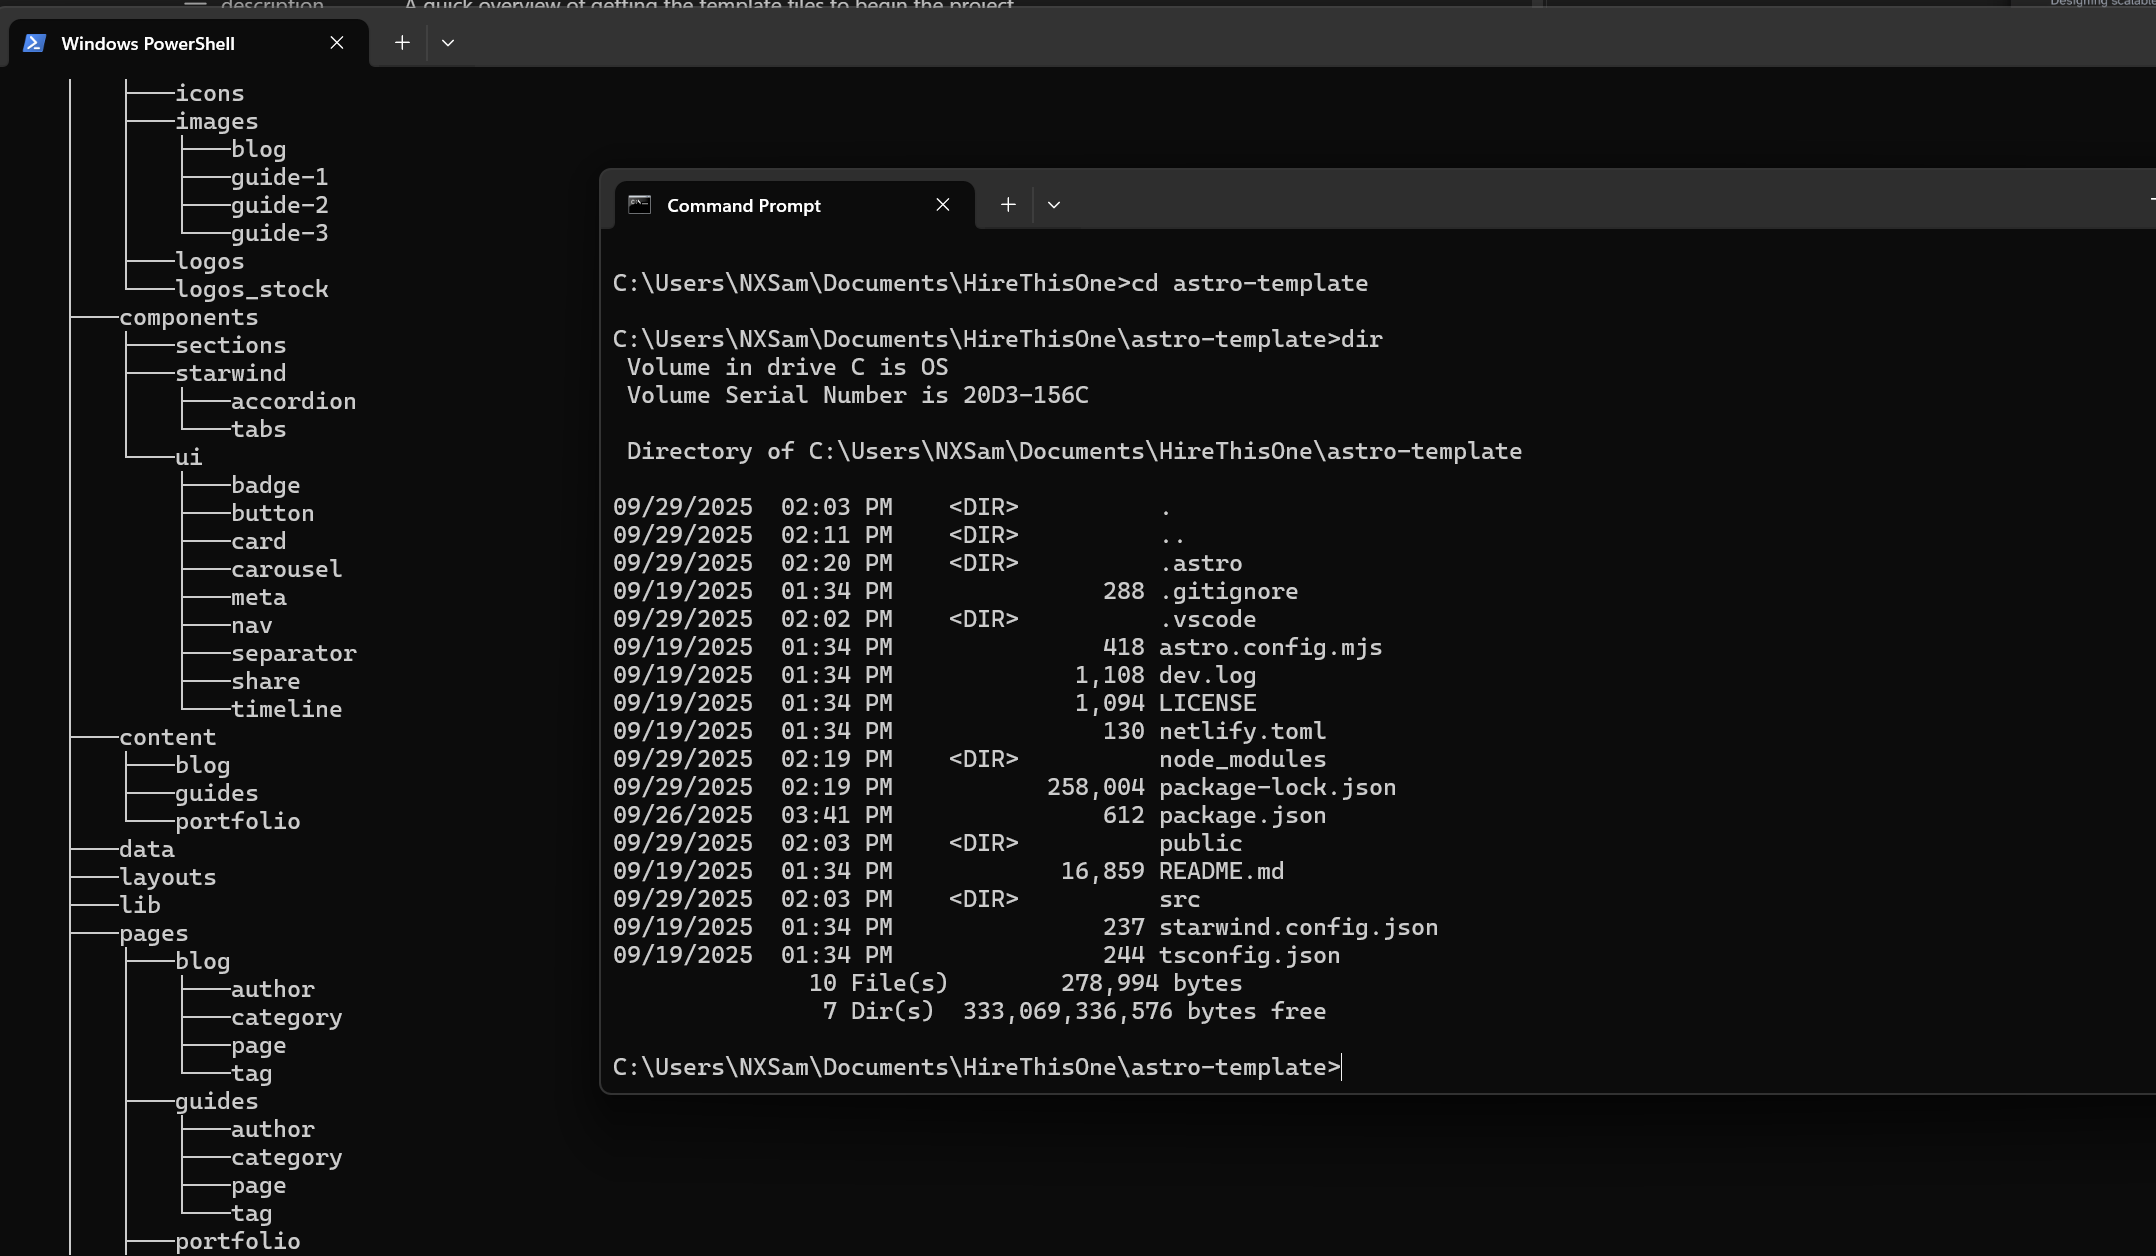 description A quick overview of getting the template files to begin the project
Designing scalable
Windows PowerShell
icons
images
blog
guide-1
guide-2
guide-3
logos
logos_stock
components
sections
starwind
accordion
tabs
ui
badge
button
card
carousel
meta
nav
separator
share
timeline
content
blog
guides
portfolio
data
layouts
lib
pages
blog
author
category
page
tag
guides
author
category
page
tag
portfolio
Command Prompt
C:\Users\NXSam\Documents\HireThisOne>cd astro-template
C:\Users\NXSam\Documents\HireThisOne\astro-template>dir
Volume in drive C is OS
Volume Serial Number is 20D3-156C
Directory of C:\Users\NXSam\Documents\HireThisOne\astro-template
09/29/2025  02:03 PM    <DIR>          .
09/29/2025  02:11 PM    <DIR>          ..
09/29/2025  02:20 PM    <DIR>          .astro
09/19/2025  01:34 PM               288 .gitignore
09/29/2025  02:02 PM    <DIR>          .vscode
09/19/2025  01:34 PM               418 astro.config.mjs
09/19/2025  01:34 PM             1,108 dev.log
09/19/2025  01:34 PM             1,094 LICENSE
09/19/2025  01:34 PM               130 netlify.toml
09/29/2025  02:19 PM    <DIR>          node_modules
09/29/2025  02:19 PM           258,004 package-lock.json
09/26/2025  03:41 PM               612 package.json
09/29/2025  02:03 PM    <DIR>          public
09/19/2025  01:34 PM            16,859 README.md
09/29/2025  02:03 PM    <DIR>          src
09/19/2025  01:34 PM               237 starwind.config.json
09/19/2025  01:34 PM               244 tsconfig.json
10 File(s)        278,994 bytes
7 Dir(s)  333,069,336,576 bytes free
C:\Users\NXSam\Documents\HireThisOne\astro-template>